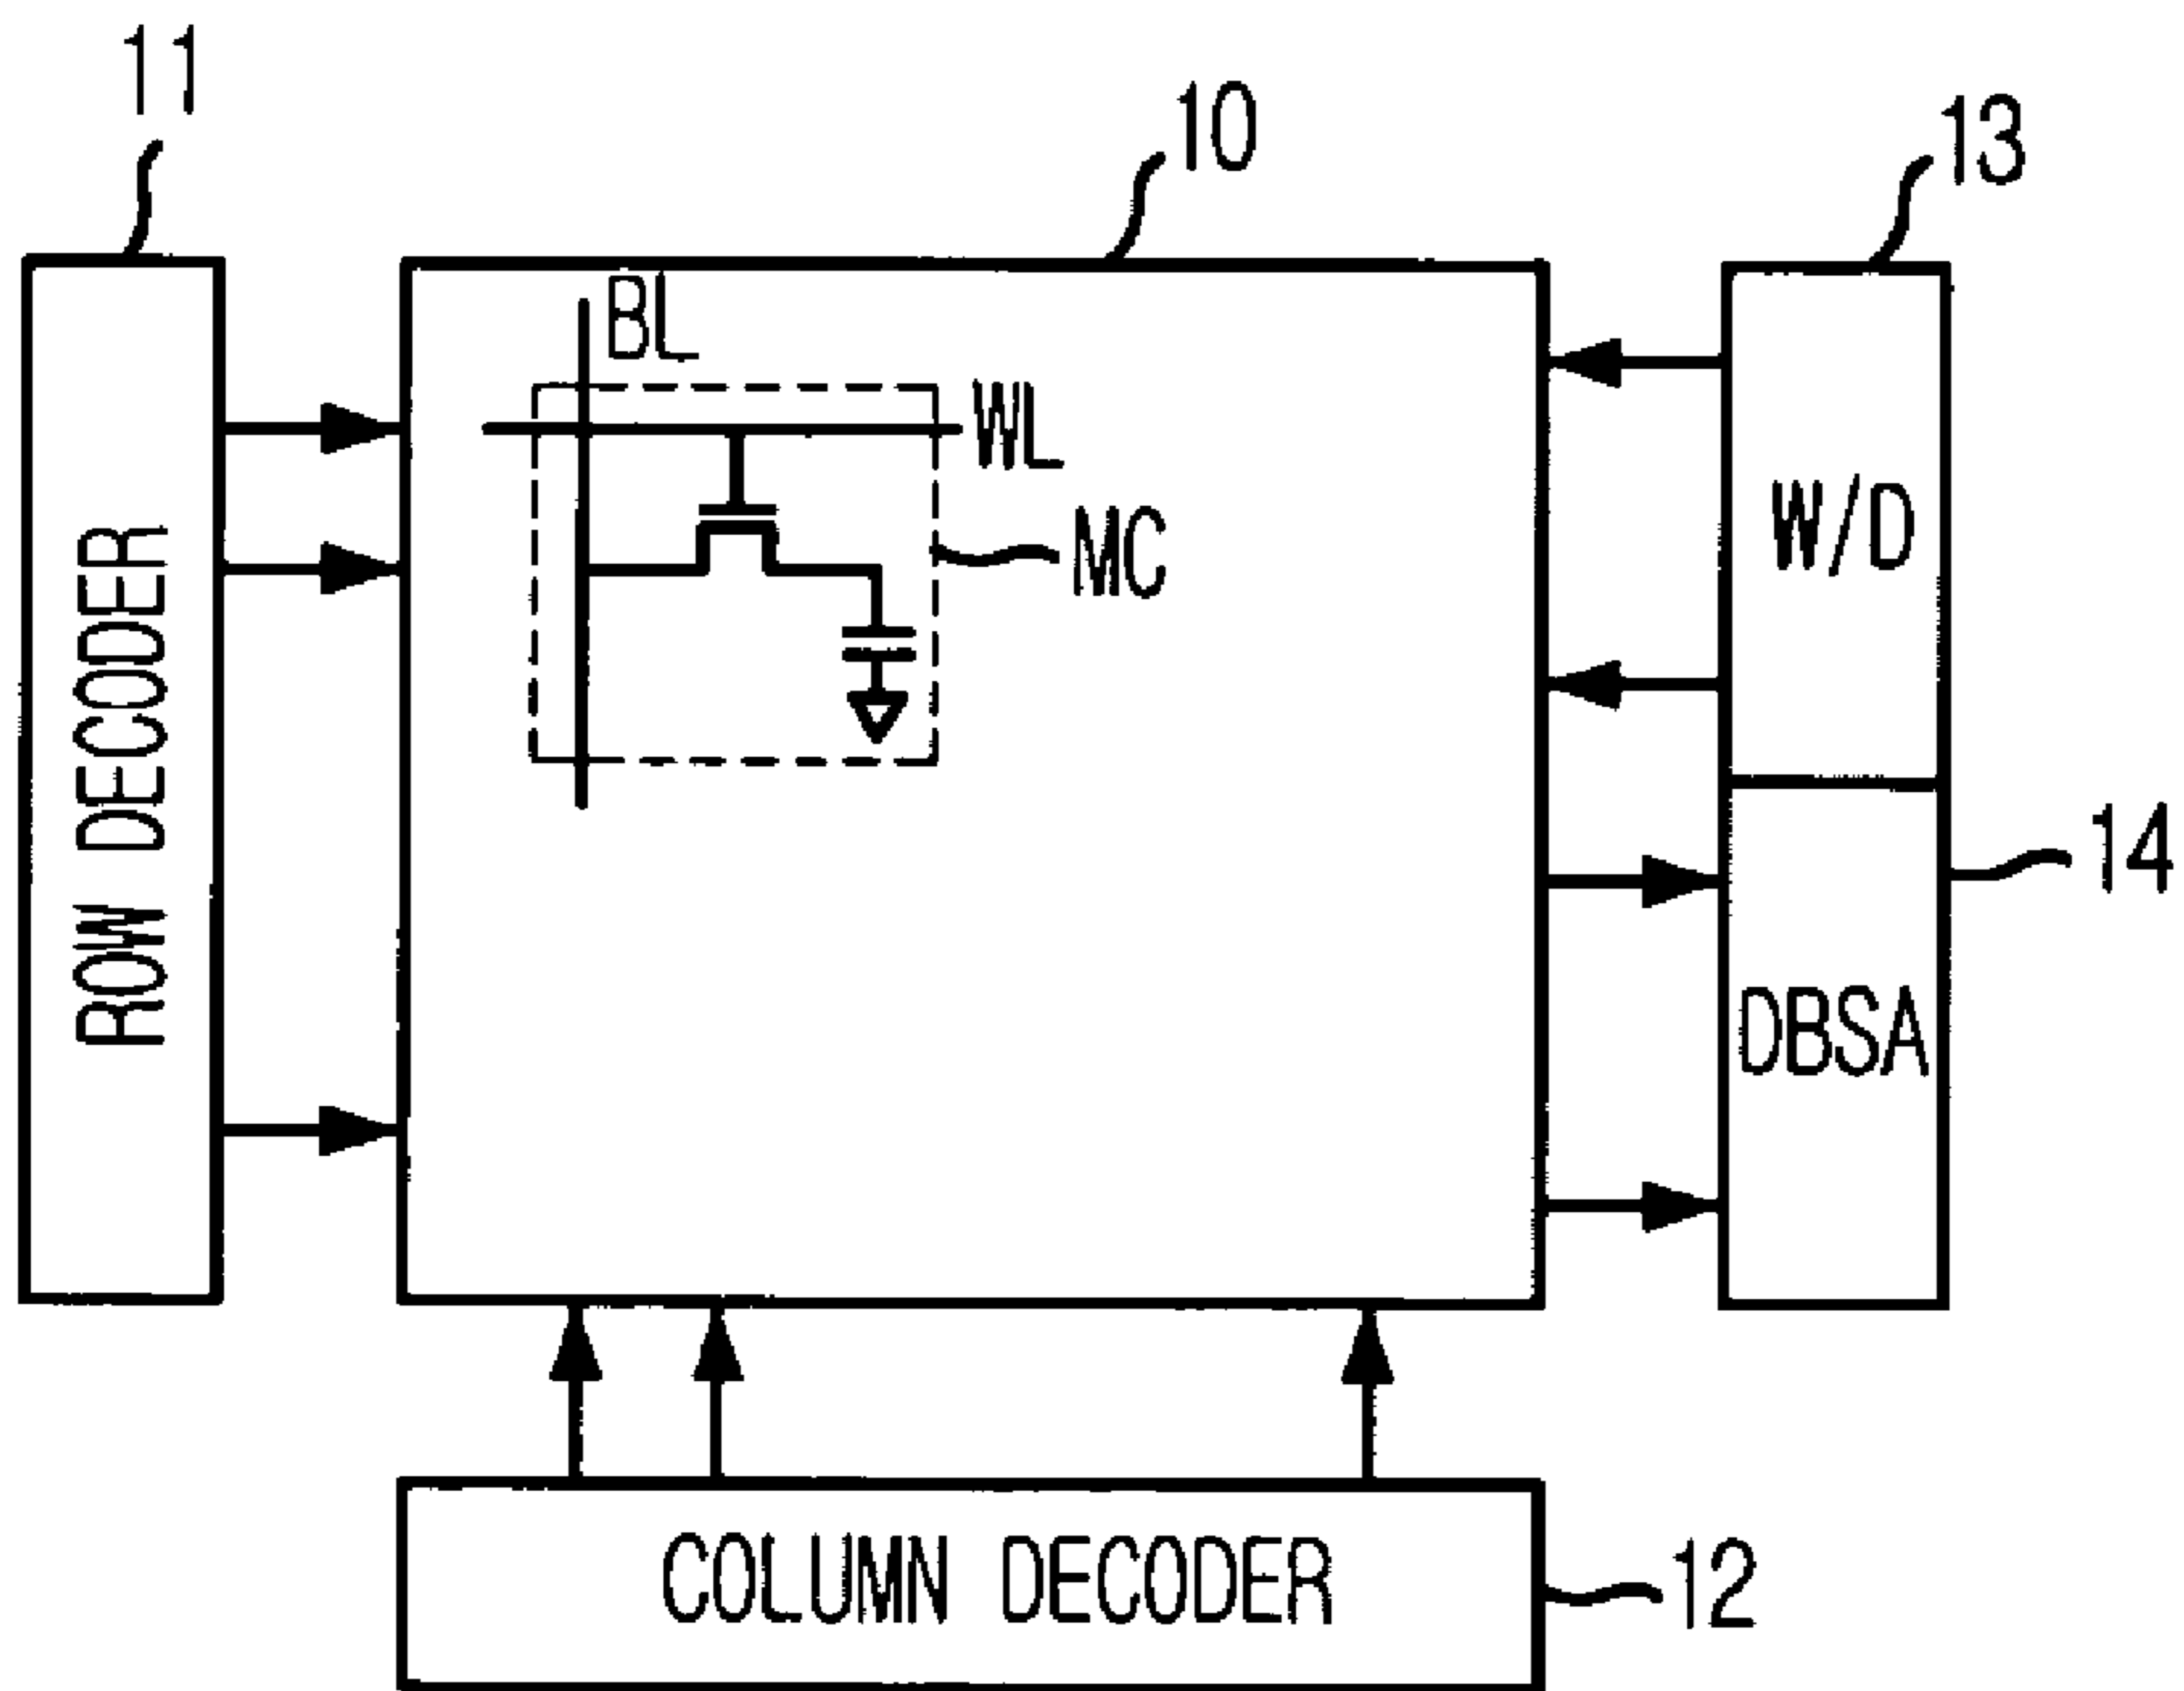 11
10
13
BL
WL
MC
W/D
ROW DECODER
14
DBSA
COLUMN DECODER
12